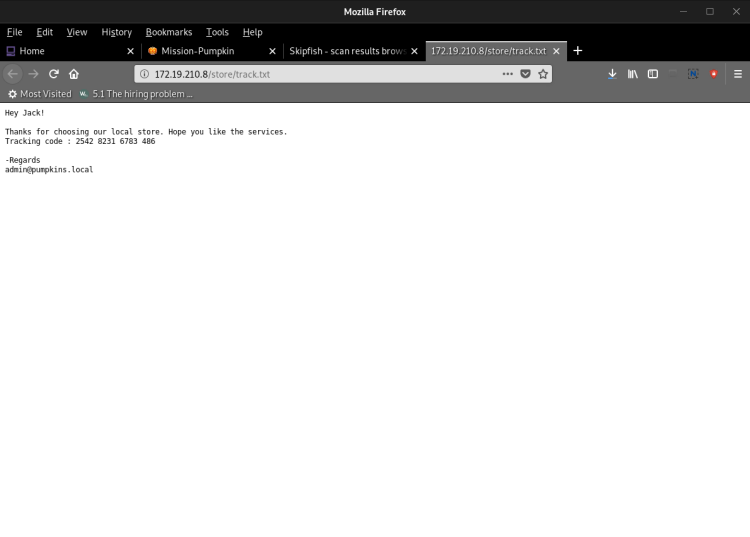 Mozilla Firefox
File Edit View History Bookmarks Tools Help
Home
Mission-Pumpkin
Skipfish - scan results brow
172.19.210.8/store/track.txt
172.19.210.8/store/track.txt
Most Visited
5.1 The hiring problem ...
Hey Jack!
Thanks for choosing our local store. Hope you like the services.
Tracking code : 2542 8231 6783 486
-Regards
admin@pumpkins.local